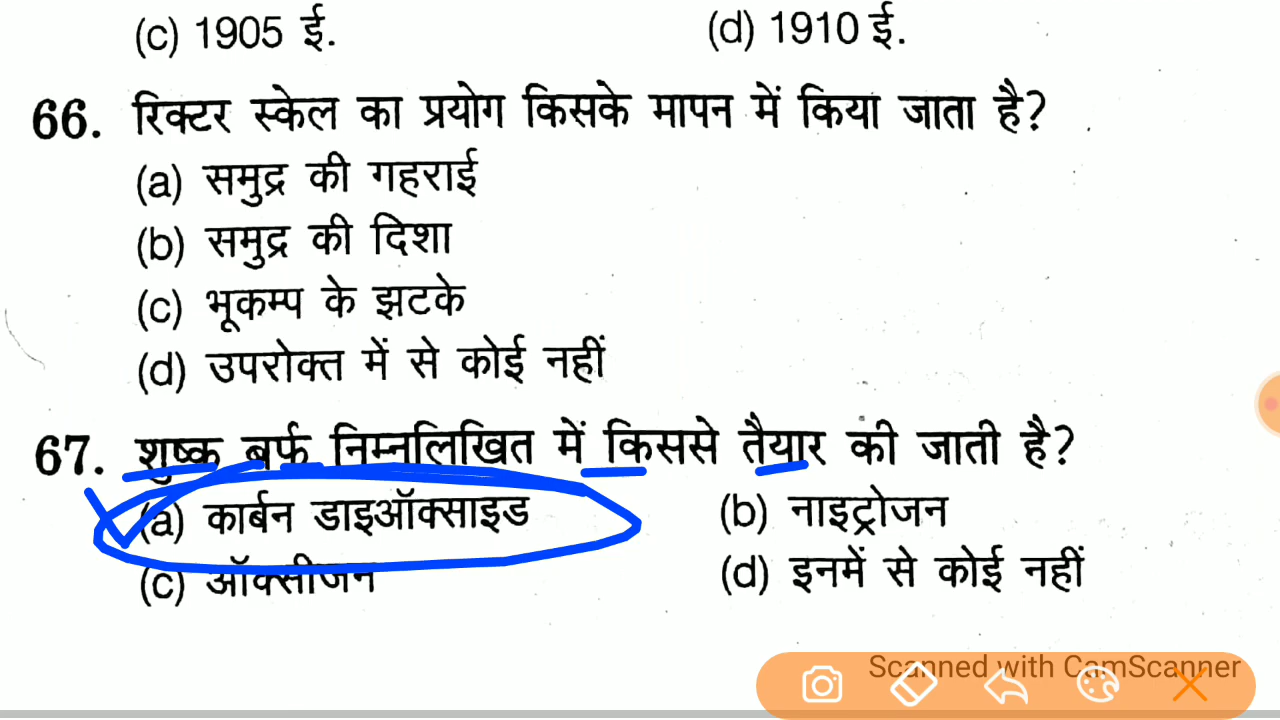 (c) 1905 ई. (d) 1910 ई.
66. रिक्टर स्केल का प्रयोग किसके मापन में किया जाता है?
(a) समुद्र की गहराई
(b) समुद्र की दिशा
(c) भूकम्प के झटके
(d) उपरोक्त में से कोई नहीं
67. शुष्क बर्फ निम्नलिखित में किससे तैयार की जाती है?
(a) कार्बन डाइऑक्साइड (b) नाइट्रोजन
(c) ऑक्सीजन (d) इनमें से कोई नहीं
Scanned with CamScanner